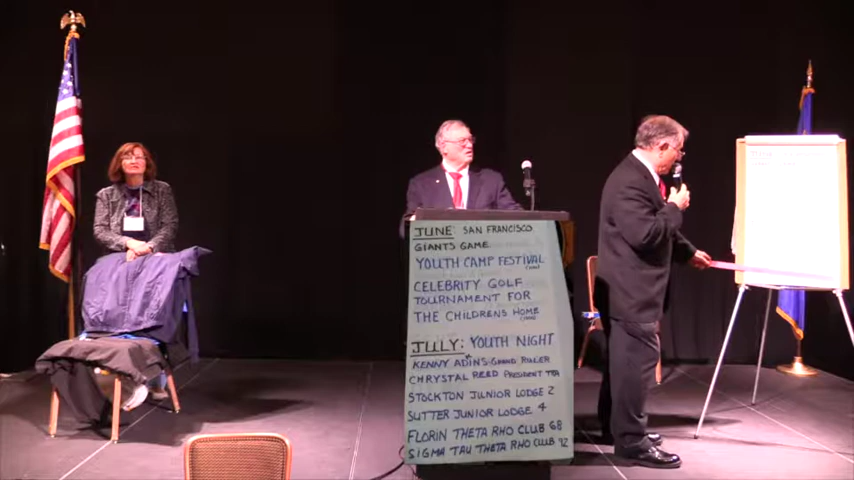 JUNE SAN FRANCISCO
GIANTS GAME
YOUTH CAMP FESTIVAL
CELEBRITY GOLF
TOURNAMENT FOR
THE CHILDRENS HOME
JULY: YOUTH NIGHT
KENNY ADINS-GRAND RULER
CHRYSAL REED PRESIDENT TRA
STOCKTON JUNIOR LODGE 2
SUTTER JUNIOR LODGE 4
FLORIN THETA RHO CLUB 68
SIGMA TAU THETA RHO CLUB 92